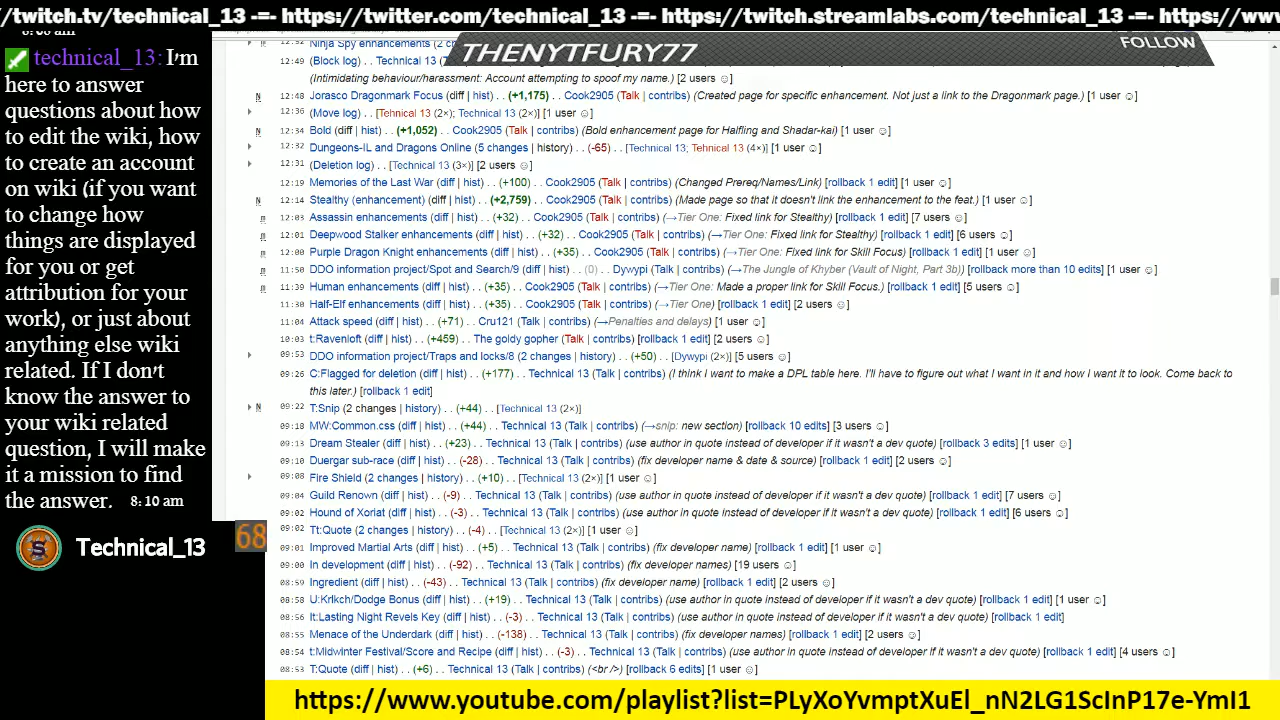 /twitch.tv/technical_13 -=- https://twitter.com/technical_13 -=- https://twitch.streamlabs.com/technical_13 -=- https://www
THENYTFURY77
FOLLOW
technical_13: I'm
here to answer
questions about how
to edit the wiki, how
to create an account
on wiki (if you want
to change how
things are displayed
for you or get
attribution for your
work), or just about
anything else wiki
related. If I don't
know the answer to
your wiki related
question, I will make
it a mission to find
the answer. 8:10 am
Technical_13
68
m 12:52 Ninja Spy enhancements (2 c
12:49 (Block log) . . Technical 13
(Intimidating behaviour/harassment: Account attempting to spoof my name.) [2 users ☺]
N 12:48 Jorasco Dragonmark Focus (diff | hist) . . (+1,175) . . Cook2905 (Talk | contribs) (Created page for specific enhancement. Not just a link to the Dragonmark page.) [1 user ☺]
12:36 (Move log) . . [Tehnical 13 (2×); Technical 13 (2×)] [1 user ☺]
N 12:34 Bold (diff | hist) . . (+1,052) . . Cook2905 (Talk | contribs) (Bold enhancement page for Halfling and Shadar-kai) [1 user ☺]
12:32 Dungeons-IL and Dragons Online (5 changes | history) . . (-65) . . [Technical 13; Tehnical 13 (4×)] [1 user ☺]
12:31 (Deletion log) . . [Technical 13 (3×)] [2 users ☺]
12:19 Memories of the Last War (diff | hist) . . (+100) . . Cook2905 (Talk | contribs) (Changed Prereq/Names/Link) [rollback 1 edit] [1 user ☺]
N 12:14 Stealthy (enhancement) (diff | hist) . . (+2,759) . . Cook2905 (Talk | contribs) (Made page so that it doesn't link the enhancement to the feat.) [1 user ☺]
m 12:03 Assassin enhancements (diff | hist) . . (+32) . . Cook2905 (Talk | contribs) (→Tier One: Fixed link for Stealthy) [rollback 1 edit] [7 users ☺]
m 12:01 Deepwood Stalker enhancements (diff | hist) . . (+32) . . Cook2905 (Talk | contribs) (→Tier One: Fixed link for Stealthy) [rollback 1 edit] [6 users ☺]
m 12:00 Purple Dragon Knight enhancements (diff | hist) . . (+35) . . Cook2905 (Talk | contribs) (→Tier One: Fixed link for Skill Focus) [rollback 1 edit] [1 user ☺]
m 11:50 DDO information project/Spot and Search/9 (diff | hist) . . (0) . . Dywypi (Talk | contribs) (→The Jungle of Khyber (Vault of Night, Part 3b)) [rollback more than 10 edits] [1 user ☺]
m 11:39 Human enhancements (diff | hist) . . (+35) . . Cook2905 (Talk | contribs) (→Tier One: Made a proper link for Skill Focus.) [rollback 1 edit] [5 users ☺]
11:38 Half-Elf enhancements (diff | hist) . . (+35) . . Cook2905 (Talk | contribs) (→Tier One) [rollback 1 edit] [2 users ☺]
11:04 Attack speed (diff | hist) . . (+71) . . Cru121 (Talk | contribs) (→Penalties and delays) [1 user ☺]
10:03 t:Ravenloft (diff | hist) . . (+459) . . The goldy gopher (Talk | contribs) [rollback 1 edit] [2 users ☺]
09:53 DDO information project/Traps and locks/8 (2 changes | history) . . (+50) . . [Dywypi (2×)] [5 users ☺]
09:26 C:Flagged for deletion (diff | hist) . . (+177) . . Technical 13 (Talk | contribs) (I think I want to make a DPL table here. I'll have to figure out what I want in it and how I want it to look. Come back to
this later.) [rollback 1 edit]
N 09:22 T:Snip (2 changes | history) . . (+44) . . [Technical 13 (2×)]
09:18 MW:Common.css (diff | hist) . . (+44) . . Technical 13 (Talk | contribs) (→snip: new section) [rollback 10 edits] [3 users ☺]
09:13 Dream Stealer (diff | hist) . . (+23) . . Technical 13 (Talk | contribs) (use author in quote instead of developer if it wasn't a dev quote) [rollback 3 edits] [1 user ☺]
09:10 Duergar sub-race (diff | hist) . . (-28) . . Technical 13 (Talk | contribs) (fix developer name & date & source) [rollback 1 edit] [2 users ☺]
09:08 Fire Shield (2 changes | history) . . (+10) . . [Technical 13 (2×)] [1 user ☺]
09:04 Guild Renown (diff | hist) . . (-9) . . Technical 13 (Talk | contribs) (use author in quote instead of developer if it wasn't a dev quote) [rollback 1 edit] [7 users ☺]
09:02 Hound of Xoriat (diff | hist) . . (-3) . . Technical 13 (Talk | contribs) (use author in quote instead of developer if it wasn't a dev quote) [rollback 1 edit] [6 users ☺]
09:02 Tt:Quote (2 changes | history) . . (-4) . . [Technical 13 (2×)] [1 user ☺]
09:01 Improved Martial Arts (diff | hist) . . (+5) . . Technical 13 (Talk | contribs) (fix developer name) [rollback 1 edit] [1 user ☺]
09:00 In development (diff | hist) . . (-92) . . Technical 13 (Talk | contribs) (fix developer names) [19 users ☺]
08:59 Ingredient (diff | hist) . . (-43) . . Technical 13 (Talk | contribs) (fix developer name) [rollback 1 edit] [2 users ☺]
08:58 U:Krlkch/Dodge Bonus (diff | hist) . . (+19) . . Technical 13 (Talk | contribs) (use author in quote instead of developer if it wasn't a dev quote) [rollback 1 edit] [1 user ☺]
08:56 It:Lasting Night Revels Key (diff | hist) . . (-3) . . Technical 13 (Talk | contribs) (use author in quote instead of developer if it wasn't a dev quote) [rollback 1 edit]
08:55 Menace of the Underdark (diff | hist) . . (-138) . . Technical 13 (Talk | contribs) (fix developer names) [rollback 1 edit] [2 users ☺]
08:54 t:Midwinter Festival/Score and Recipe (diff | hist) . . (-3) . . Technical 13 (Talk | contribs) (use author in quote instead of developer if it wasn't a dev quote) [rollback 1 edit] [4 users ☺]
08:53 T:Quote (diff | hist) . . (+6) . . Technical 13 (Talk | contribs) (<br />) [rollback 6 edits] [1 user ☺]
https://www.youtube.com/playlist?list=PLyXoYvmptXuEl_nN2LG1ScInP17e-YmI1